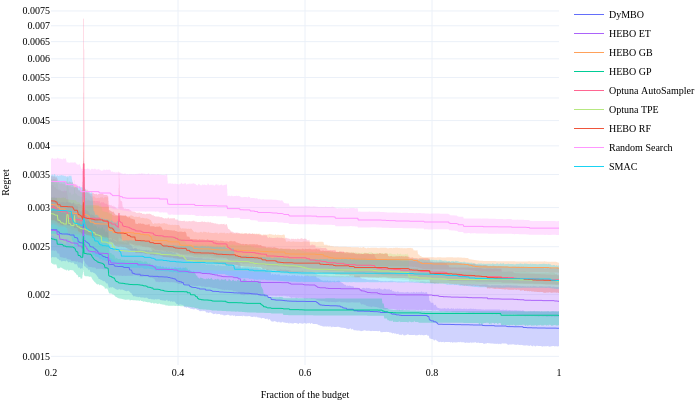 0.0075
0.007
0.0065
0.006
0.0055
0.005
0.0045
0.004
0.0035
0.003
0.0025
0.002
0.0015
Regret
0.2
0.4
0.6
0.8
1
Fraction of the budget
DyMBO
HEBO ET
HEBO GB
HEBO GP
Optuna AutoSampler
Optuna TPE
HEBO RF
Random Search
SMAC